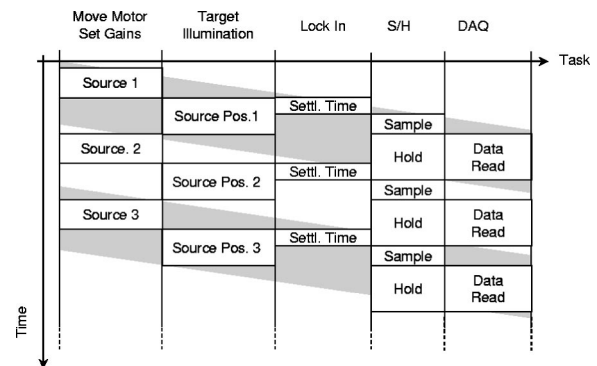 Move Motor
Set Gains
Target
Illumination
Lock In
S/H
DAQ
Task
Source 1
Source Pos.1
Settl. Time
Sample
Source. 2
Hold
Data
Read
Source Pos. 2
Settl. Time
Sample
Source 3
Hold
Data
Read
Source Pos. 3
Settl. Time
Sample
Hold
Data
Read
Time